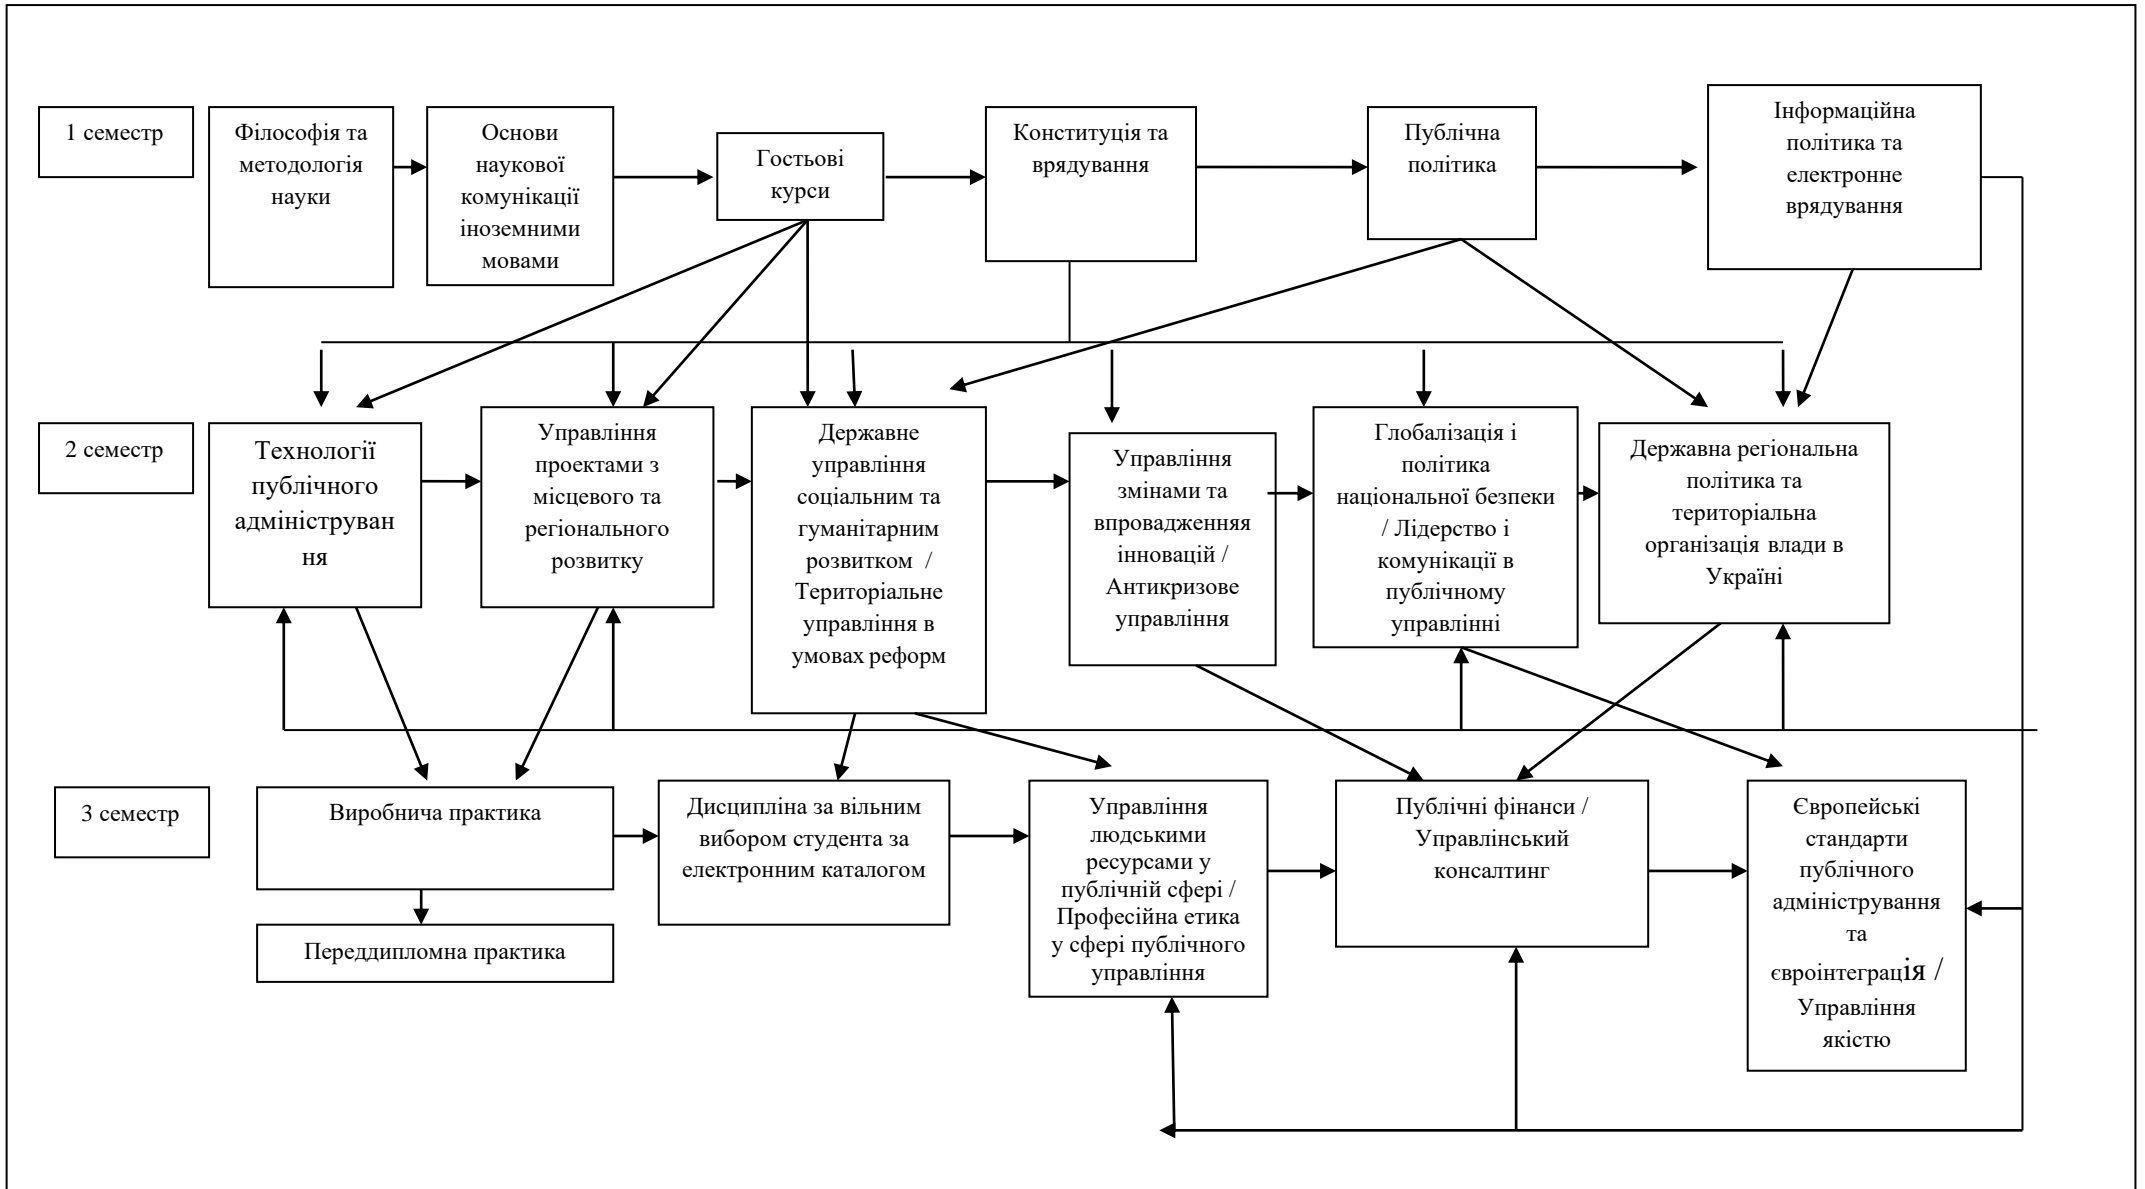 1 семестр
Філософія та
методологія
науки
Основи
наукової
комунікації
іноземними
мовами
Гостьові
курси
Конституція та
врядування
Публічна
політика
Інформаційна
політика та
електронне
врядування
2 семестр
Технології
публічного
адмініструван
ня
Управління
проектами з
місцевого та
регіонального
розвитку
Державне
управління
соціальним та
гуманітарним
розвитком /
Територіальне
управління в
умовах реформ
Управління
змінами та
впровадженняя
інновацій /
Антикризове
управління
Глобалізація і
політика
національної безпеки
/ Лідерство і
комунікації в
публічному
управлінні
Державна регіональна
політика та
територіальна
організація влади в
Україні
3 семестр
Виробнича практика
Переддипломна практика
Дисципліна за вільним
вибором студента за
електронним каталогом
Управління
людськими
ресурсами у
публічній сфері /
Професійна етика
у сфері публічного
управління
Публічні фінанси /
Управлінський
консалтинг
Європейські
стандарти
публічного
адміністрування
та
євроінтеграція /
Управління
якістю